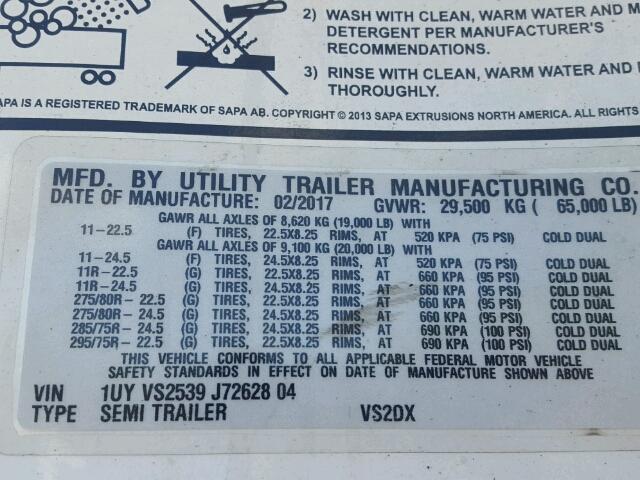 2) WASH WITH CLEAN, WARM WATER AND
DETERGENT PER MANUFACTURER'S
RECOMMENDATIONS.
3) RINSE WITH CLEAN, WARM WATER AND
THOROUGHLY.
IS A REGISTERED TRADEMARK OF SAPA AB. COPYRIGHT © 2013 SAPA EXTRUSIONS NORTH AMERICA. ALL RIGHTS
MFD. BY UTILITY TRAILER MANUFACTURING CO.
DATE OF MANUFACTURE: 02/2017 GVWR: 29,500 KG ( 65,000 LB)
GAWR ALL AXLES OF 8,620 KG (19,000 LB) WITH
11-22.5 (F) TIRES, 22.5X8.25 RIMS, AT 520 KPA (75 PSI) COLD DUAL
GAWR ALL AXLES OF 9,100 KG (20,000 LB) WITH
11-24.5 (F) TIRES, 24.5X8.25 RIMS, AT 520 KPA (75 PSI) COLD DUAL
11R-22.5 (G) TIRES, 22.5X8.25 RIMS, AT 660 KPA (95 PSI) COLD DUAL
11R-24.5 (G) TIRES, 24.5X8.25 RIMS, AT 660 KPA (95 PSI) COLD DUAL
275/80R-22.5 (G) TIRES, 22.5X8.25 RIMS, AT 660 KPA (95 PSI) COLD DUAL
275/80R-24.5 (G) TIRES, 24.5X8.25 RIMS, AT 660 KPA (95 PSI) COLD DUAL
285/75R-24.5 (G) TIRES, 24.5X8.25 RIMS, AT 690 KPA (100 PSI) COLD DUAL
295/75R-22.5 (G) TIRES, 22.5X8.25 RIMS, AT 690 KPA (100 PSI) COLD DUAL
THIS VEHICLE CONFORMS TO ALL APPLICABLE FEDERAL MOTOR VEHICLE
SAFETY STANDARDS IN EFFECT ON DATE OF MANUFACTURE SHOWN ABOVE
VIN 1UY VS2539 J72628 04
TYPE SEMI TRAILER VS2DX